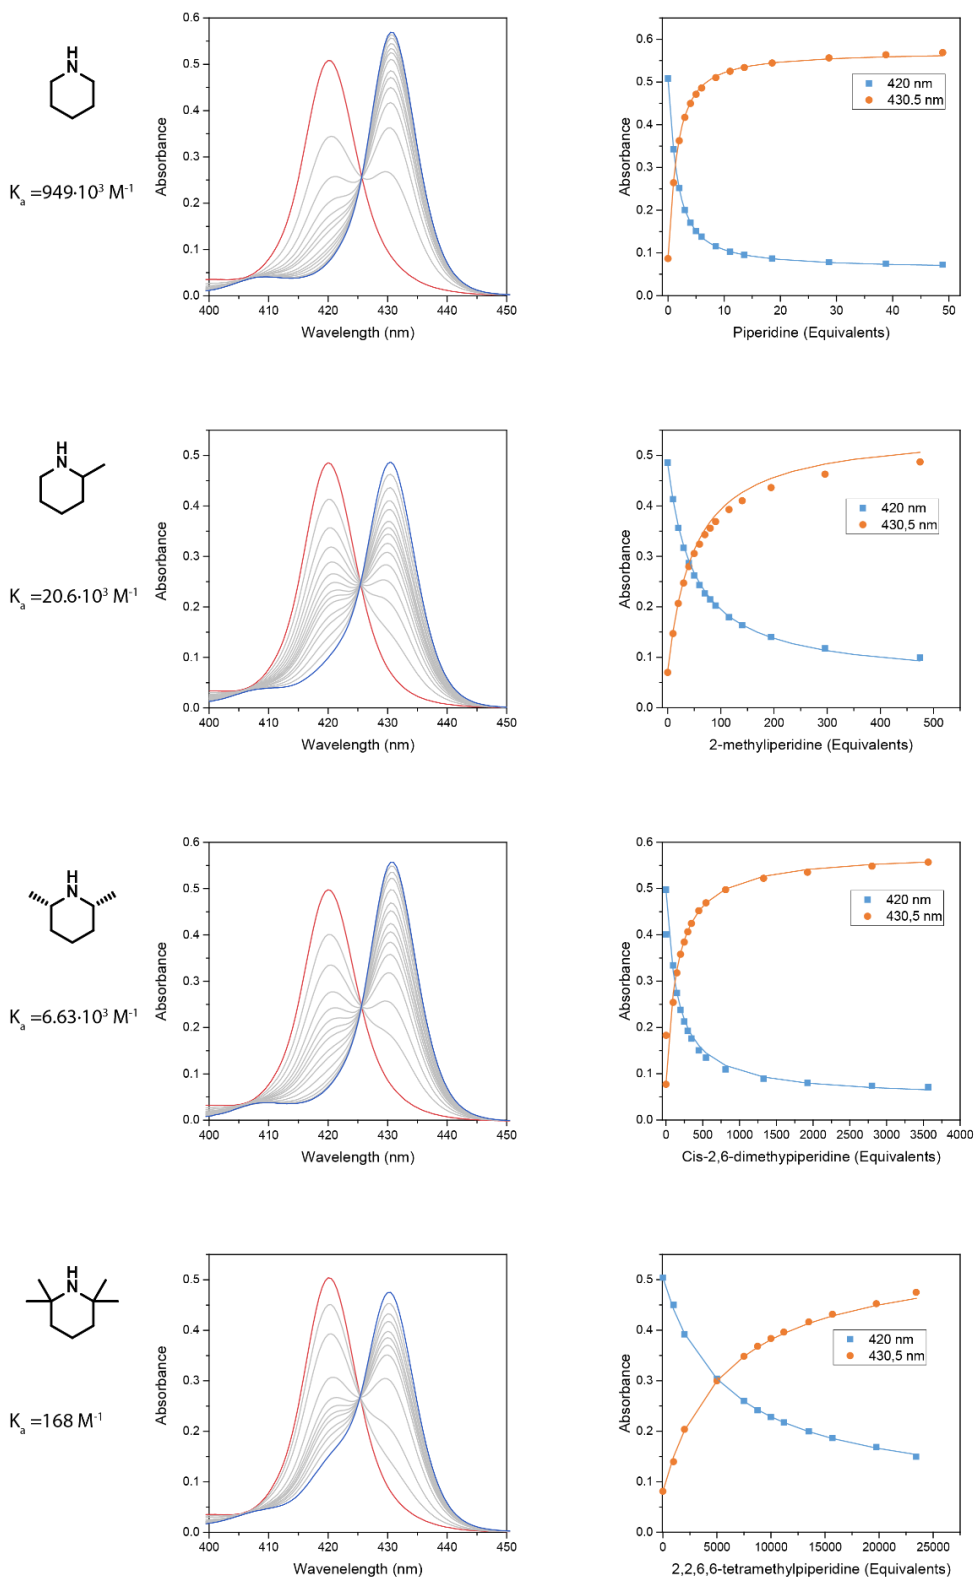 H
N
Kₐ =949·10³ M⁻¹
Absorbance
0.6
0.5
0.4
0.3
0.2
0.1
0.0
400 410 420 430 440 450
Wavelength (nm)
Absorbance
0.6
0.5
0.4
0.3
0.2
0.1
0.0
420 nm
430.5 nm
0 10 20 30 40 50
Piperidine (Equivalents)
H
N
Kₐ =20.6·10³ M⁻¹
Absorbance
0.5
0.4
0.3
0.2
0.1
0.0
400 410 420 430 440 450
Wavelength (nm)
Absorbance
0.5
0.4
0.3
0.2
0.1
0.0
420 nm
430,5 nm
0 100 200 300 400 500
2-methyliperidine (Equivalents)
H
N
Kₐ =6.63·10³ M⁻¹
Absorbance
0.6
0.5
0.4
0.3
0.2
0.1
0.0
400 410 420 430 440 450
Wavelength (nm)
Absorbance
0.6
0.5
0.4
0.3
0.2
0.1
0.0
420 nm
430,5 nm
0 500 1000 1500 2000 2500 3000 3500 4000
Cis-2,6-dimethypiperidine (Equivalents)
H
N
Kₐ =168 M⁻¹
Absorbance
0.5
0.4
0.3
0.2
0.1
0.0
400 410 420 430 440 450
Wavenelength (nm)
Absorbance
0.5
0.4
0.3
0.2
0.1
0.0
420 nm
430,5 nm
0 5000 10000 15000 20000 25000
2,2,6,6-tetramethylpiperidine (Equivalents)